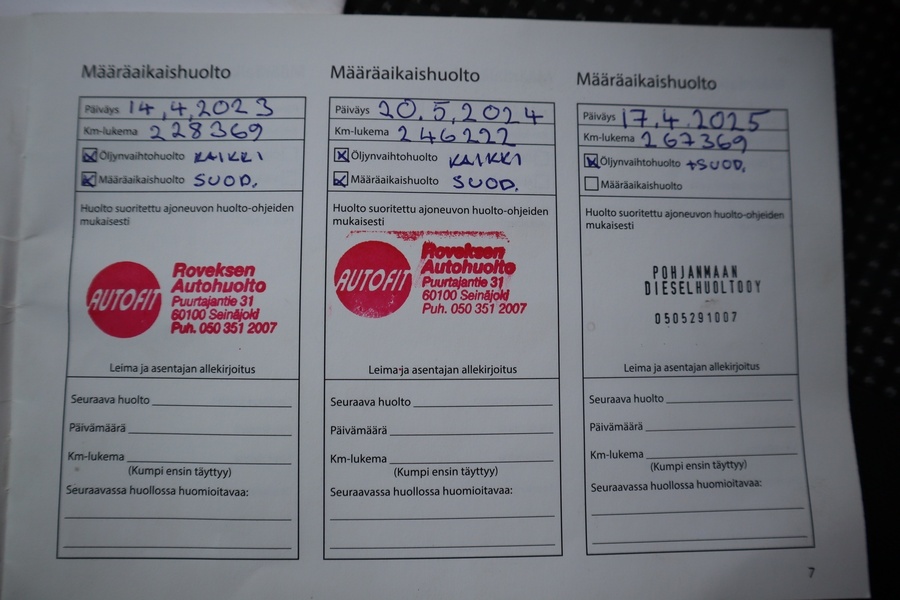 Määräaikaishuolto
Päiväys 14,4,2023
Km-lukema 228369
Öljynvaihtohuolto KAIKKI
Määräaikaishuolto SUOD.
Huolto suoritettu ajoneuvon huolto-ohjeiden
mukaisesti
AUTOFIT
Roveksen
Autohuolto
Puurtajantie 31
60100 Seinäjoki
Puh. 050 351 2007
Leima ja asentajan allekirjoitus
Seuraava huolto
Päivämäärä
Km-lukema
(Kumpi ensin täyttyy)
Seuraavassa huollossa huomioitavaa:
Määräaikaishuolto
Päiväys 20.5,2024
Km-lukema 246222
Öljynvaihtohuolto KAIKKI
Määräaikaishuolto SUOD.
Huolto suoritettu ajoneuvon huolto-ohjeiden
mukaisesti
AUTOFIT
Roveksen
Autohuolto
Puurtajantie 31
60100 Seinäjoki
Puh. 050 351 2007
Leima ja asentajan allekirjoitus
Seuraava huolto
Päivämäärä
Km-lukema
(Kumpi ensin täyttyy)
Seuraavassa huollossa huomioitavaa:
Määräaikaishuolto
Päiväys 17.4.2025
Km-lukema 267369
Öljynvaihtohuolto +SUOD.
Määräaikaishuolto
Huolto suoritettu ajoneuvon huolto-ohjeiden
mukaisesti
POHJANMAAN
DIESELHUOLTOOY
0505291007
Leima ja asentajan allekirjoitus
Seuraava huolto
Päivämäärä
Km-lukema
(Kumpi ensin täyttyy)
Seuraavassa huollossa huomioitavaa:
7